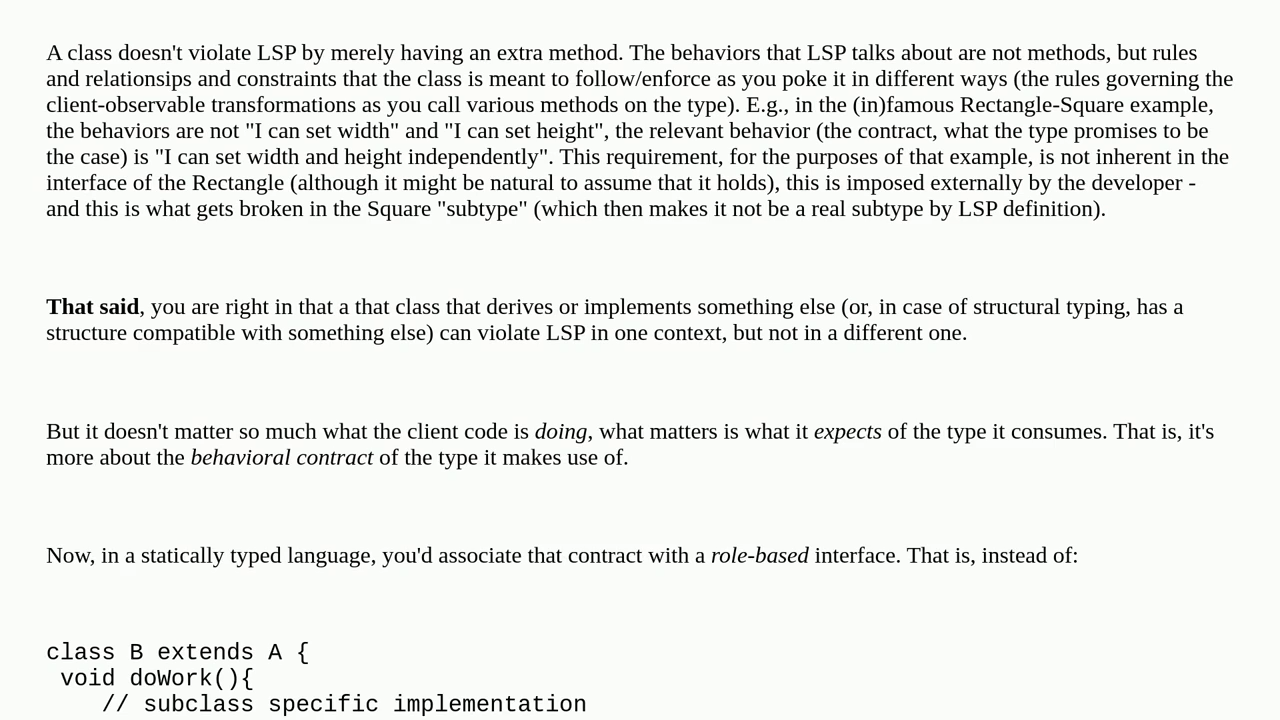 A class doesn't violate LSP by merely having an extra method. The behaviors that LSP talks about are not methods, but rules
and relationsips and constraints that the class is meant to follow/enforce as you poke it in different ways (the rules governing the
client-observable transformations as you call various methods on the type). E.g., in the (in)famous Rectangle-Square example,
the behaviors are not "I can set width" and "I can set height", the relevant behavior (the contract, what the type promises to be
the case) is "I can set width and height independently". This requirement, for the purposes of that example, is not inherent in the
interface of the Rectangle (although it might be natural to assume that it holds), this is imposed externally by the developer -
and this is what gets broken in the Square "subtype" (which then makes it not be a real subtype by LSP definition).
That said, you are right in that a that class that derives or implements something else (or, in case of structural typing, has a
structure compatible with something else) can violate LSP in one context, but not in a different one.
But it doesn't matter so much what the client code is doing, what matters is what it expects of the type it consumes. That is, it's
more about the behavioral contract of the type it makes use of.
Now, in a statically typed language, you'd associate that contract with a role-based interface. That is, instead of:
class B extends A {
 void doWork(){
    // subclass specific implementation